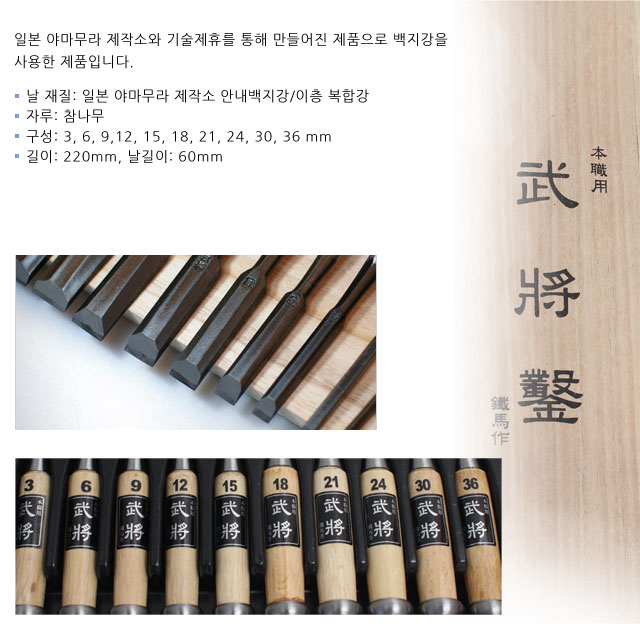 일본 야마무라 제작소와 기술제휴를 통해 만들어진 제품으로 백지강을
사용한 제품입니다.
날 재질: 일본 야마무라 제작소 안내백지강/이층 복합강
자루: 참나무
구성: 3, 6, 9,12, 15, 18, 21, 24, 30, 36 mm
길이: 220mm, 날길이: 60mm
本職用
武將鑿
鐵馬作
3 6 9 12 15 18 21 24 30 36
武將 武將 武將 武將 武將 武將 武將 武將 武將 武將